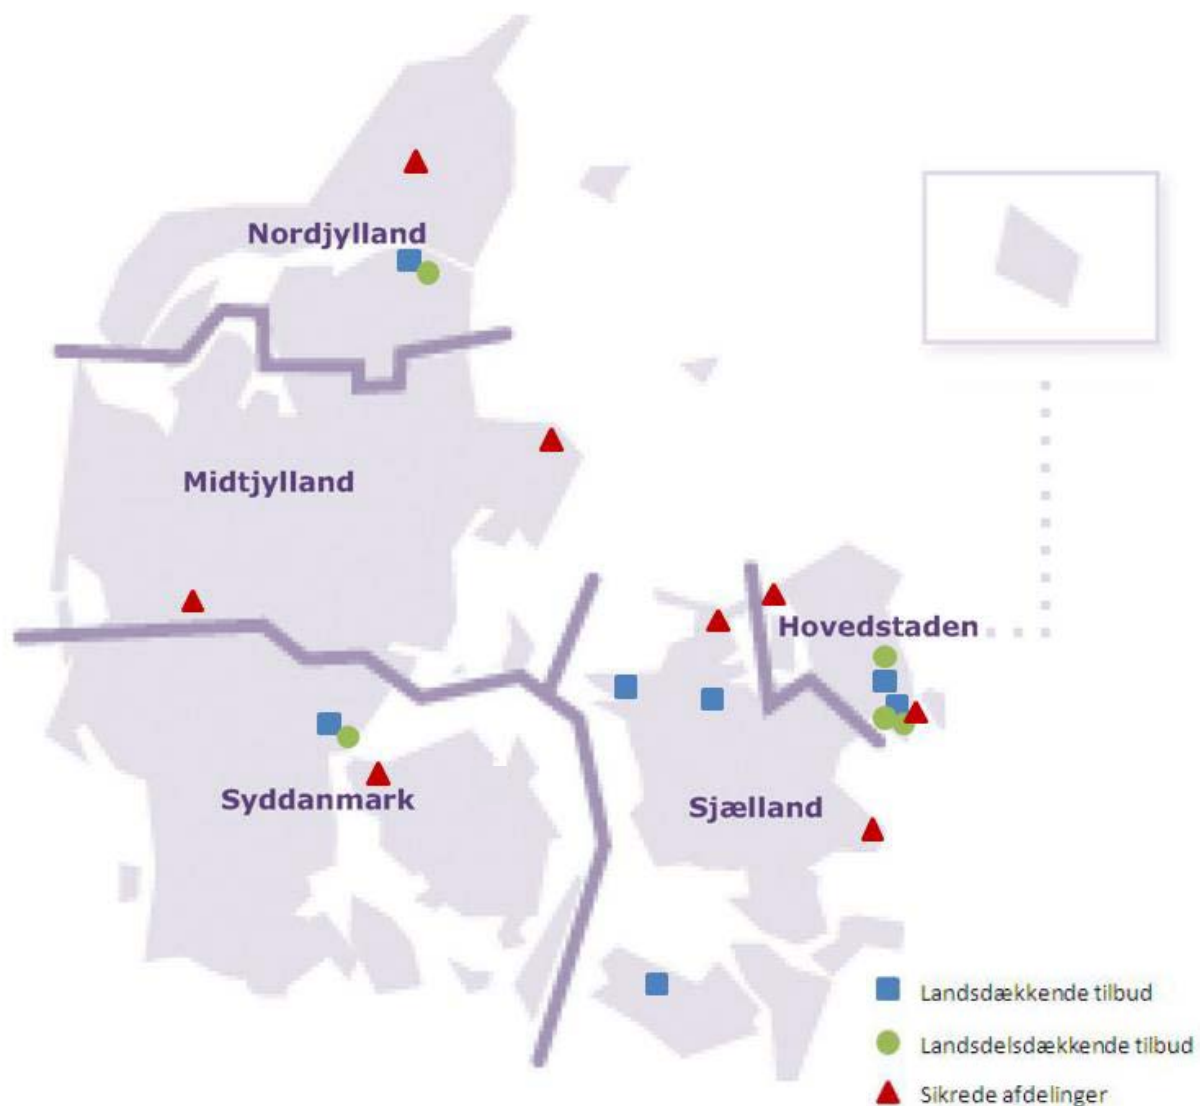 Nordjylland
Midtjylland
Hovedstaden
Syddanmark
Sjælland
Landsdækkende tilbud
Landsdelsdækkende tilbud
Sikrede afdelinger